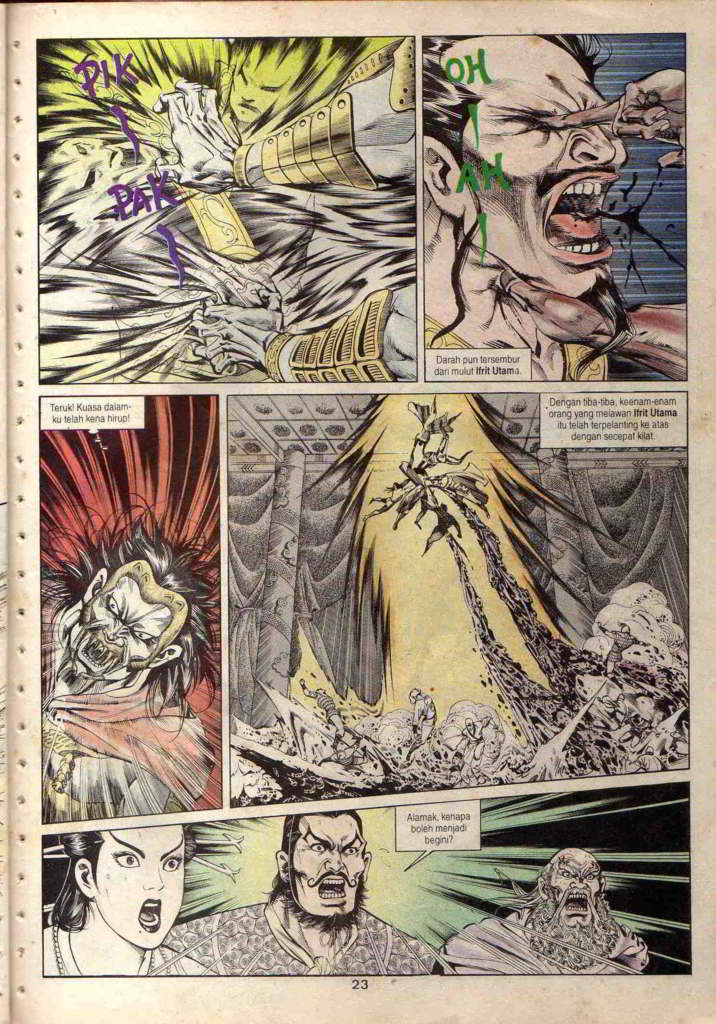 PIK
PAK
OH
AH
Darah pun tersembur
dari mulut Ifrit Utama.
Teruk! Kuasa dalam-
ku telah kena hirup!
Dengan tiba-tiba, keenam-enam
orang yang melawan Ifrit Utama
itu telah terpelanting ke atas
dengan secepat kilat.
Alamak, kenapa
boleh menjadi
begini?
23